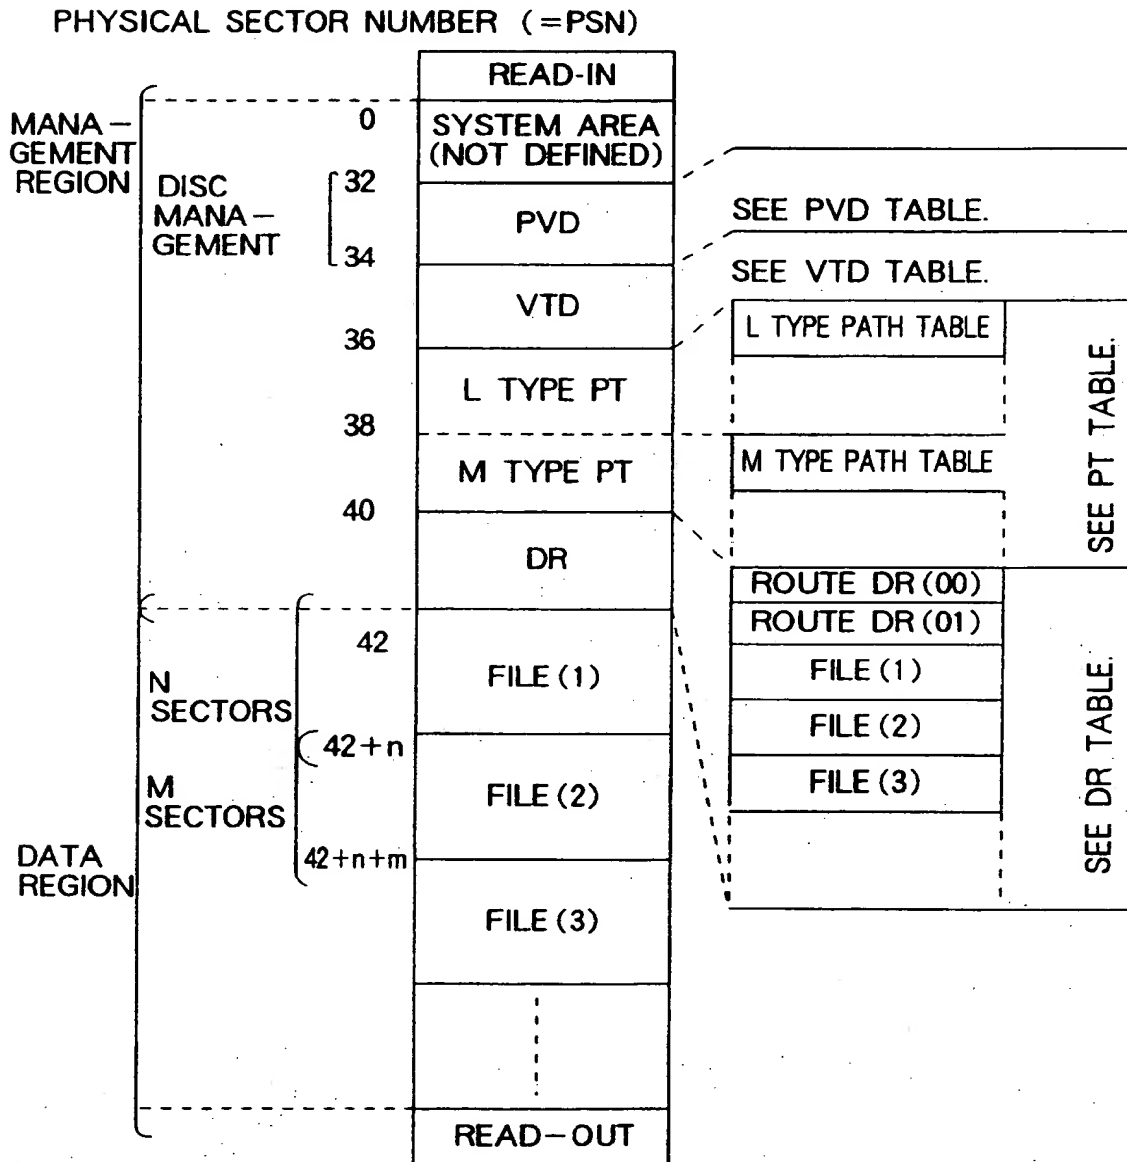 PHYSICAL SECTOR NUMBER (=PSN)
READ-IN
MANA-
GEMENT
REGION
0
SYSTEM AREA
(NOT DEFINED)
DISC
MANA-
GEMENT
32
PVD
SEE PVD TABLE.
34
VTD
SEE VTD TABLE.
36
L TYPE PT
L TYPE PATH TABLE
38
M TYPE PT
M TYPE PATH TABLE
SEE PT TABLE.
40
DR
ROUTE DR(00)
ROUTE DR(01)
FILE(1)
FILE(2)
FILE(3)
SEE DR TABLE.
42
N
SECTORS
FILE(1)
42+n
M
SECTORS
FILE(2)
42+n+m
DATA
REGION
FILE(3)
READ-OUT